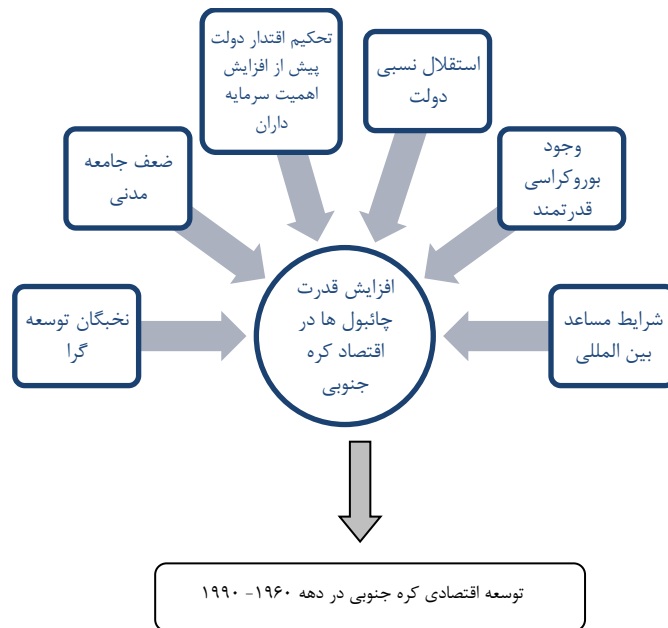 تحکیم اقتدار دولت
پیش از افزایش
اهمیت سرمایه
داران
استقلال نسبی
دولت
وجود
بوروکراسی
قدرتمند
ضعف جامعه
مدنی
شرایط مساعد
بین المللی
افزایش قدرت
چائبول ها در
اقتصاد کره
جنوبی
نخبگان توسعه
گرا
توسعه اقتصادی کره جنوبی در دهه ۱۹۶۰- ۱۹۹۰